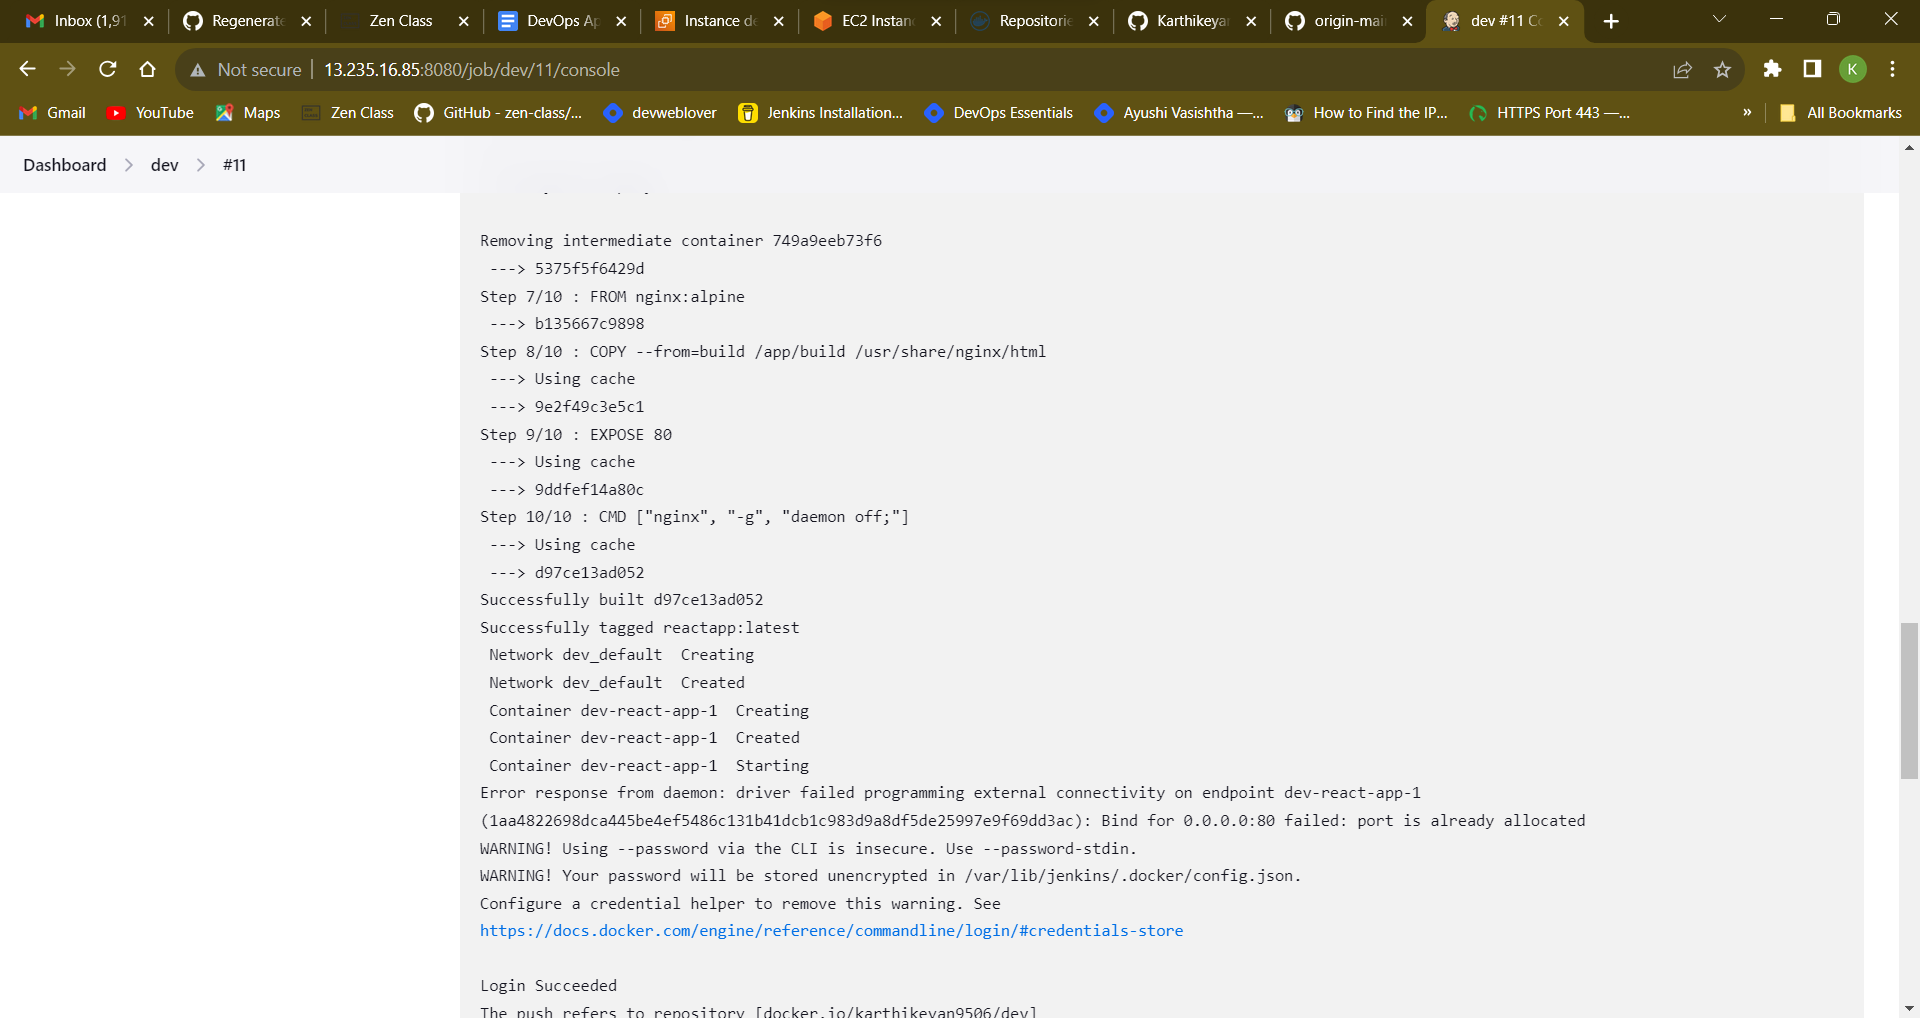 Inbox (1,91
Regenerate
Zen Class
DevOps Ap
Instance de
EC2 Instanc
Repositorie
Karthikeyan
origin-mai
dev #11 Co
Not secure
13.235.16.85:8080/job/dev/11/console
K
Gmail
YouTube
Maps
Zen Class
GitHub - zen-class/...
devweblover
Jenkins Installation...
DevOps Essentials
Ayushi Vasishtha —...
How to Find the IP...
HTTPS Port 443 —...
»
All Bookmarks
Dashboard > dev > #11
Removing intermediate container 749a9eeb73f6
---> 5375f5f6429d
Step 7/10 : FROM nginx:alpine
---> b135667c9898
Step 8/10 : COPY --from=build /app/build /usr/share/nginx/html
---> Using cache
---> 9e2f49c3e5c1
Step 9/10 : EXPOSE 80
---> Using cache
---> 9ddfef14a80c
Step 10/10 : CMD ["nginx", "-g", "daemon off;"]
---> Using cache
---> d97ce13ad052
Successfully built d97ce13ad052
Successfully tagged reactapp:latest
Network dev_default  Creating
Network dev_default  Created
Container dev-react-app-1  Creating
Container dev-react-app-1  Created
Container dev-react-app-1  Starting
Error response from daemon: driver failed programming external connectivity on endpoint dev-react-app-1
(1aa4822698dca445be4ef5486c131b41dcb1c983d9a8df5de25997e9f69dd3ac): Bind for 0.0.0.0:80 failed: port is already allocated
WARNING! Using --password via the CLI is insecure. Use --password-stdin.
WARNING! Your password will be stored unencrypted in /var/lib/jenkins/.docker/config.json.
Configure a credential helper to remove this warning. See
https://docs.docker.com/engine/reference/commandline/login/#credentials-store
Login Succeeded
The push refers to repository [docker.io/karthikeyan9506/dev]